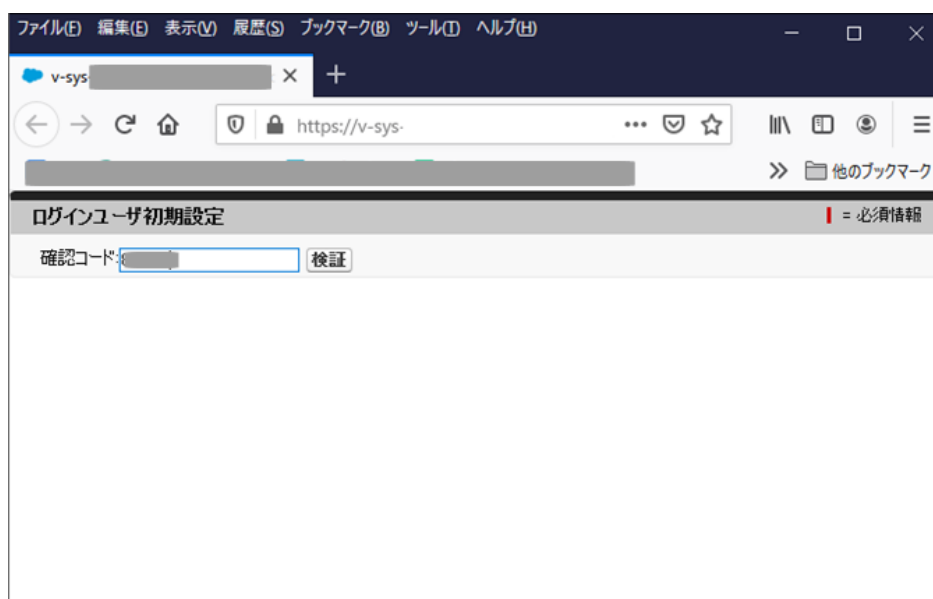 ファイル(F) 編集(E) 表示(V) 履歴(S) ブックマーク(B) ツール(T) ヘルプ(H)
v-sys-
https://v-sys-
他のブックマーク
ログインユーザ初期設定
= 必須情報
確認コード:
検証